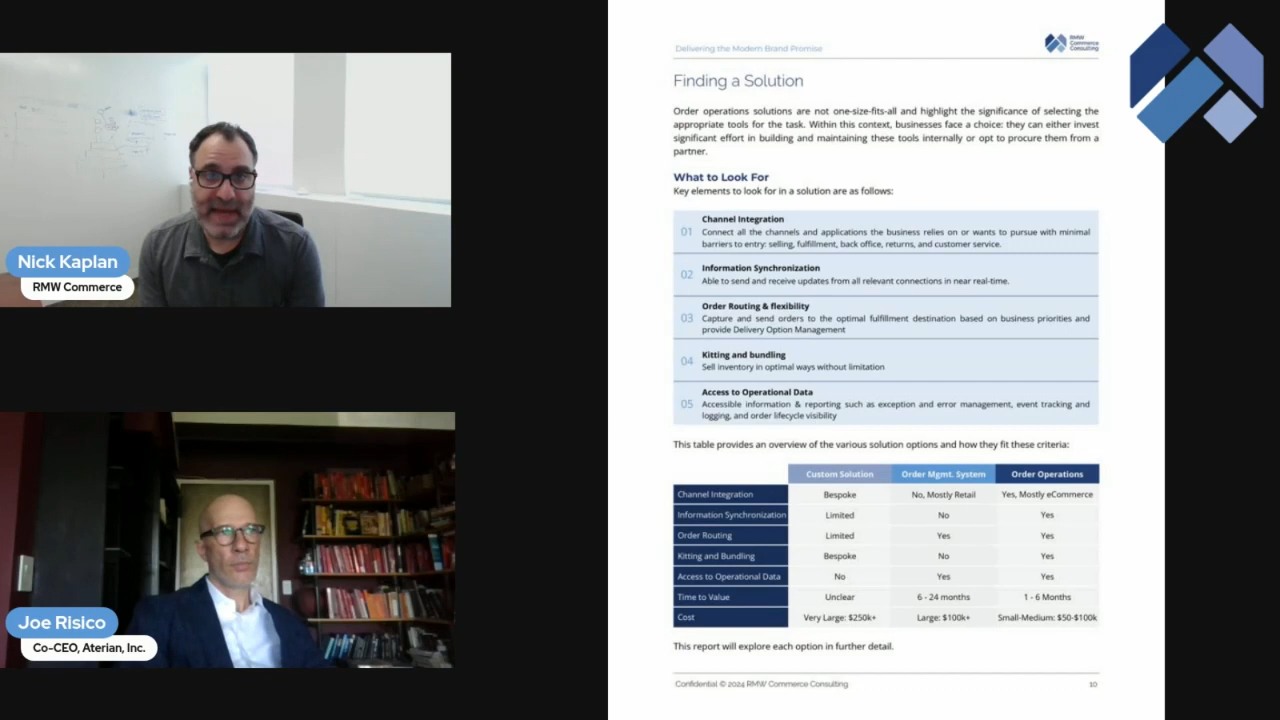 Nick Kaplan
RMW Commerce
Joe Risico
Co-CEO, Aterian, Inc.
Delivering the Modern Brand Promise
RMW
Commerce
Consulting
Finding a Solution
Order operations solutions are not one-size-fits-all and highlight the significance of selecting the
appropriate tools for the task. Within this context, businesses face a choice: they can either invest
significant effort in building and maintaining these tools internally or opt to procure them from a
partner.
What to Look For
Key elements to look for in a solution are as follows:
01 Channel Integration
Connect all the channels and applications the business relies on or wants to pursue with minimal
barriers to entry: selling, fulfillment, back office, returns, and customer service.
02 Information Synchronization
Able to send and receive updates from all relevant connections in near real-time.
03 Order Routing & flexibility
Capture and send orders to the optimal fulfillment destination based on business priorities and
provide Delivery Option Management
04 Kitting and bundling
Sell inventory in optimal ways without limitation
05 Access to Operational Data
Accessible information & reporting such as exception and error management, event tracking and
logging, and order lifecycle visibility
This table provides an overview of the various solution options and how they fit these criteria:
Custom Solution Order Mgmt. System Order Operations
Channel Integration Bespoke No, Mostly Retail Yes, Mostly eCommerce
Information Synchronization Limited No Yes
Order Routing Limited Yes Yes
Kitting and Bundling Bespoke No Yes
Access to Operational Data No Yes Yes
Time to Value Unclear 6 - 24 months 1 - 6 Months
Cost Very Large: $250k+ Large: $100k+ Small-Medium: $50-$100k
This report will explore each option in further detail.
Confidential © 2024 RMW Commerce Consulting 10